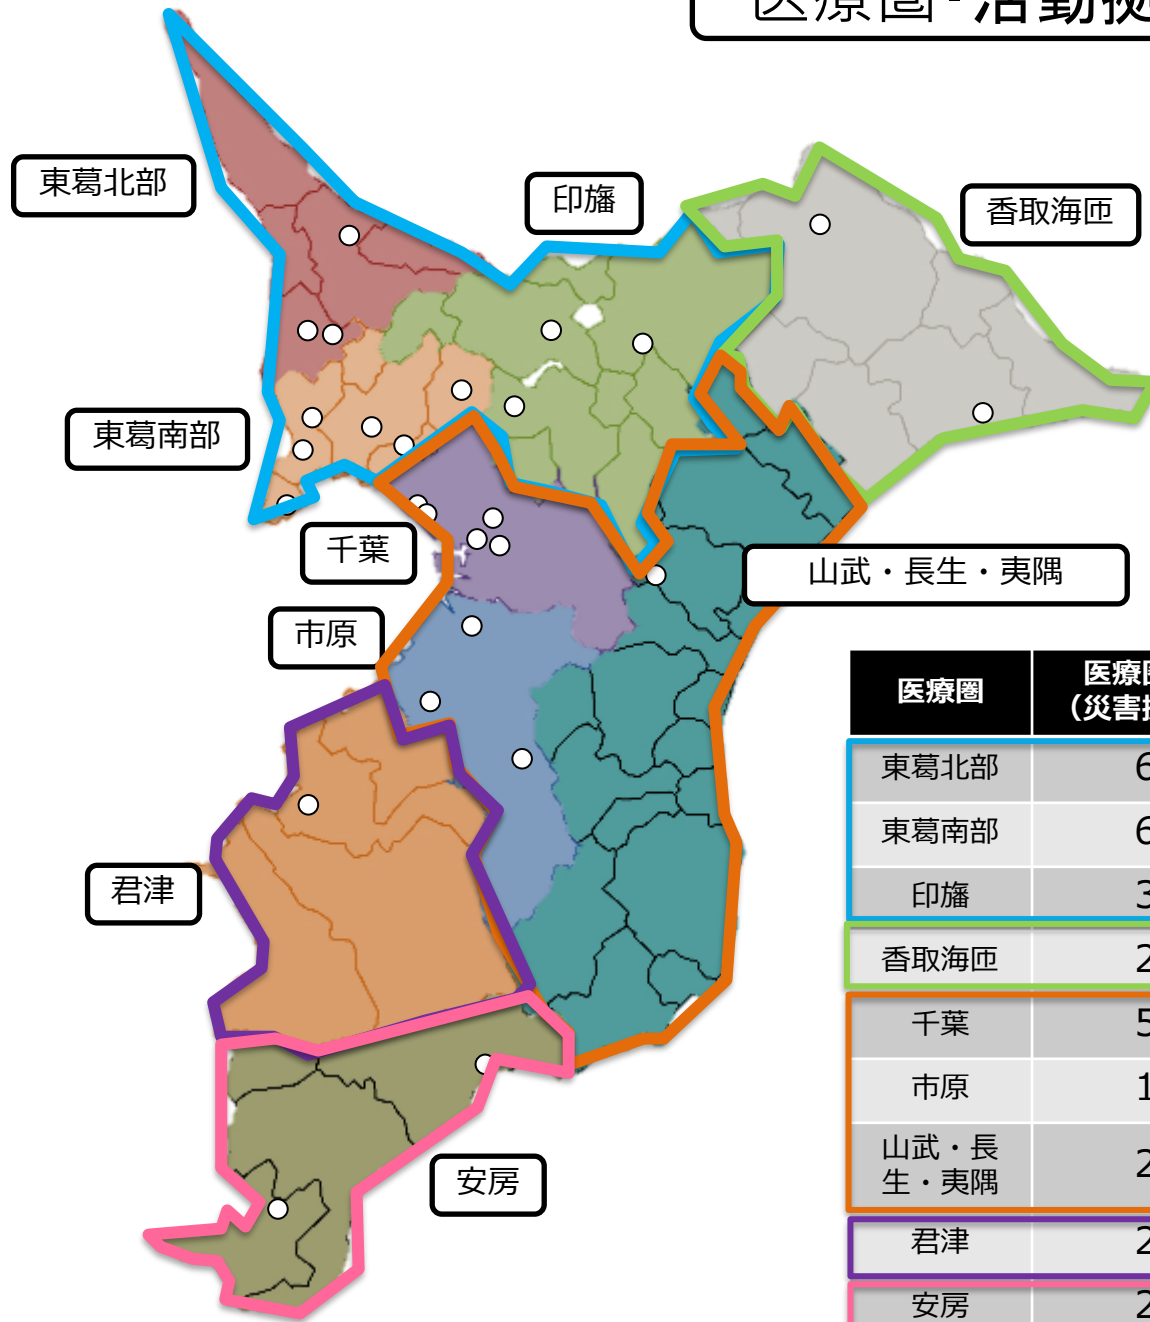 医療圏・活動拠
東葛北部
印旛
香取海匝
東葛南部
千葉
山武・長生・夷隅
市原
君津
安房
医療圏 医療圏
(災害拠
東葛北部 6
東葛南部 6
印旛 3
香取海匝 2
千葉 5
市原 1
山武・長
生・夷隅 2
君津 2
安房 2